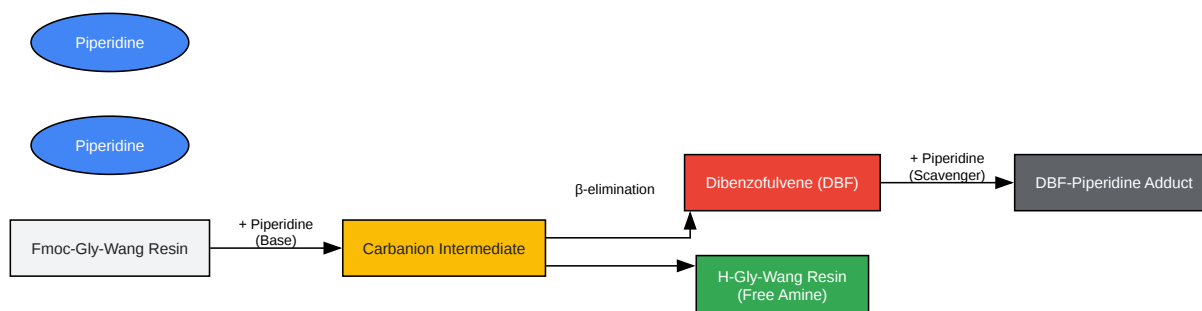 Piperidine
Piperidine
β-elimination
Dibenzofulvene (DBF)
+ Piperidine
(Scavenger)
DBF-Piperidine Adduct
Fmoc-Gly-Wang Resin
+ Piperidine
(Base)
Carbanion Intermediate
H-Gly-Wang Resin
(Free Amine)